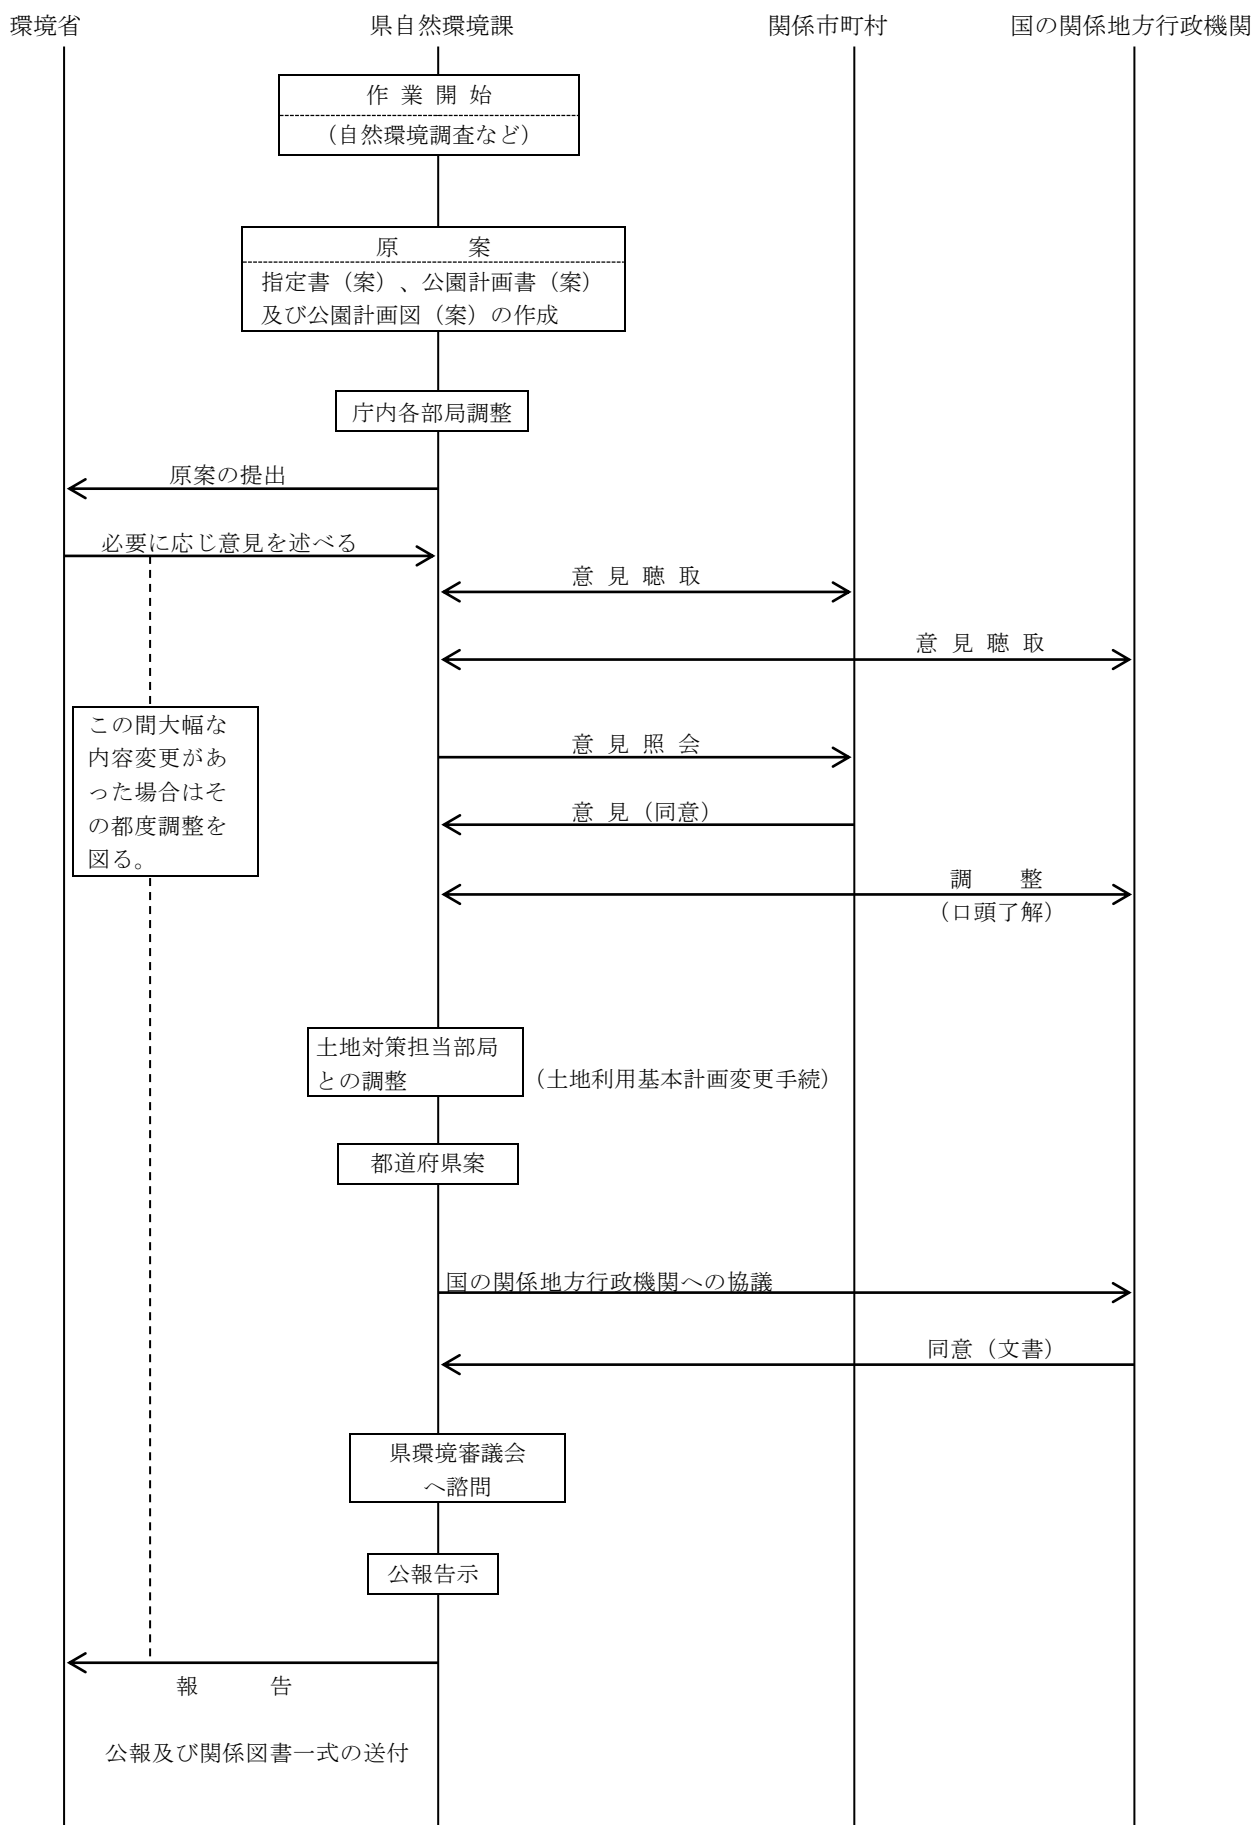 環境省
県自然環境課
関係市町村
国の関係地方行政機関
作 業 開 始
（自然環境調査など）
原　　　案
指定書（案）、公園計画書（案）
及び公園計画図（案）の作成
庁内各部局調整
原案の提出
必要に応じ意見を述べる
意 見 聴 取
意 見 聴 取
この間大幅な
内容変更があ
った場合はそ
の都度調整を
図る。
意 見 照 会
意 見（同意）
調　　整
（口頭了解）
土地対策担当部局
との調整
（土地利用基本計画変更手続）
都道府県案
国の関係地方行政機関への協議
同意（文書）
県環境審議会
へ諮問
公報告示
報　　　告
公報及び関係図書一式の送付